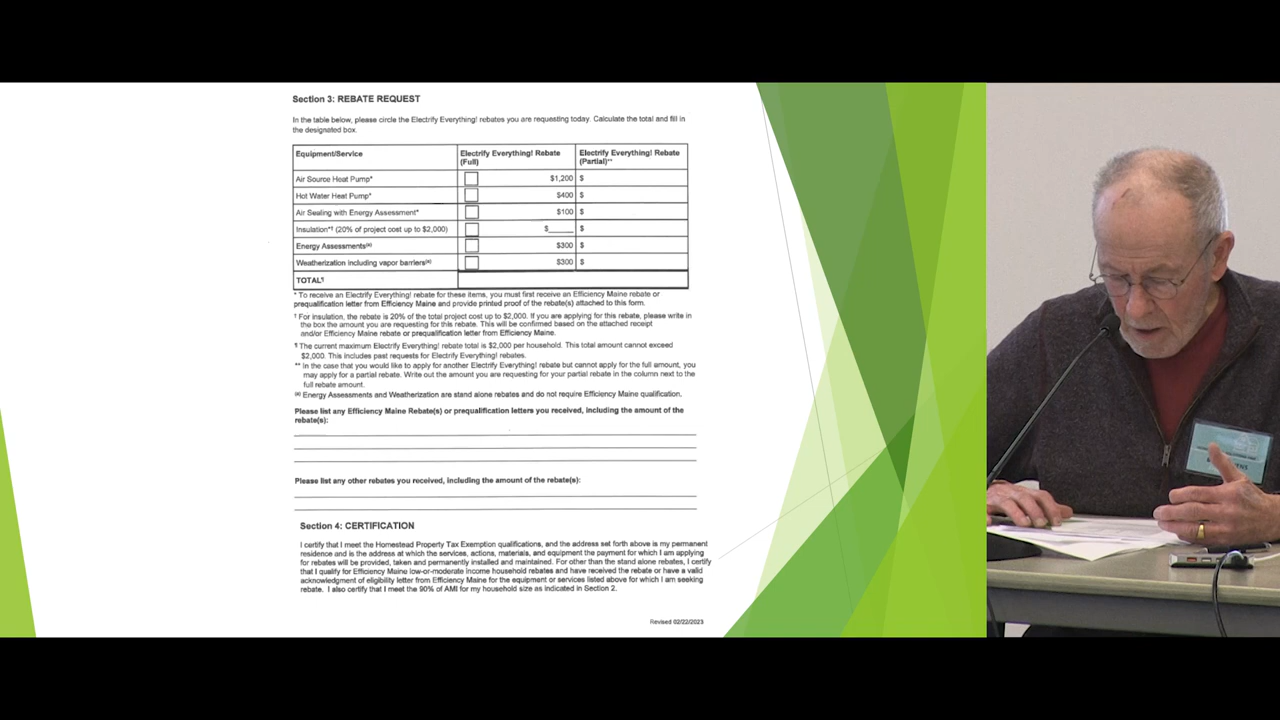 Section 3: REBATE REQUEST
In the table below, please circle the Electrify Everything! rebates you are requesting today. Calculate the total and fill in
the designated box.
Equipment/Service
Electrify Everything! Rebate
(Full)
Electrify Everything! Rebate
(Partial)**
Air Source Heat Pump* $1,200 $
Hot Water Heat Pump* $400 $
Air Sealing with Energy Assessment* $100 $
Insulation*† (20% of project cost up to $2,000) $_____ $
Energy Assessments(a) $300 $
Weatherization including vapor barriers(a) $300 $
TOTAL¶
* To receive an Electrify Everything! rebate for these items, you must first receive an Efficiency Maine rebate or
prequalification letter from Efficiency Maine and provide printed proof of the rebate(s) attached to this form.
† For insulation, the rebate is 20% of the total project cost up to $2,000. If you are applying for this rebate, please write in
the box the amount you are requesting for this rebate. This will be confirmed based on the attached receipt
and/or Efficiency Maine rebate or prequalification letter from Efficiency Maine.
¶ The current maximum Electrify Everything! rebate total is $2,000 per household. This total amount cannot exceed
$2,000. This includes past requests for Electrify Everything! rebates.
** In the case that you would like to apply for another Electrify Everything! rebate but cannot apply for the full amount, you
may apply for a partial rebate. Write out the amount you are requesting for your partial rebate in the column next to the
full rebate amount.
(a) Energy Assessments and Weatherization are stand alone rebates and do not require Efficiency Maine qualification.
Please list any Efficiency Maine Rebate(s) or prequalification letters you received, including the amount of the
rebate(s):
Please list any other rebates you received, including the amount of the rebate(s):
Section 4: CERTIFICATION
I certify that I meet the Homestead Property Tax Exemption qualifications, and the address set forth above is my permanent
residence and is the address at which the services, actions, materials, and equipment the payment for which I am applying
for rebates will be provided, taken and permanently installed and maintained. For other than the stand alone rebates, I certify
that I qualify for Efficiency Maine low-or-moderate income household rebates and have received the rebate or have a valid
acknowledgment of eligibility letter from Efficiency Maine for the equipment or services listed above for which I am seeking
rebate. I also certify that I meet the 90% of AMI for my household size as indicated in Section 2.
Revised 02/22/2023